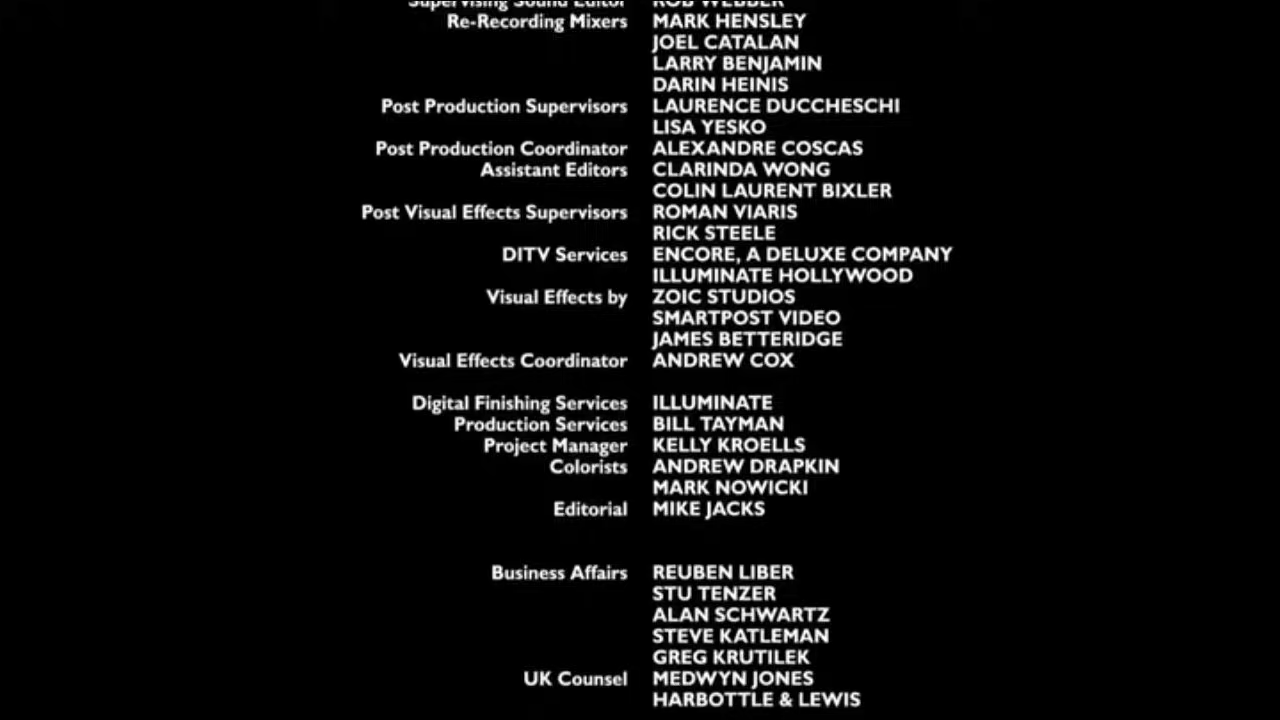 Supervising Sound Editor ROB WEBBER
Re-Recording Mixers MARK HENSLEY
JOEL CATALAN
LARRY BENJAMIN
DARIN HEINIS
Post Production Supervisors LAURENCE DUCCHESCHI
LISA YESKO
Post Production Coordinator ALEXANDRE COSCAS
Assistant Editors CLARINDA WONG
COLIN LAURENT BIXLER
Post Visual Effects Supervisors ROMAN VIARIS
RICK STEELE
DITV Services ENCORE, A DELUXE COMPANY
ILLUMINATE HOLLYWOOD
Visual Effects by ZOIC STUDIOS
SMARTPOST VIDEO
JAMES BETTERIDGE
Visual Effects Coordinator ANDREW COX
Digital Finishing Services ILLUMINATE
Production Services BILL TAYMAN
Project Manager KELLY KROELLS
Colorists ANDREW DRAPKIN
MARK NOWICKI
Editorial MIKE JACKS
Business Affairs REUBEN LIBER
STU TENZER
ALAN SCHWARTZ
STEVE KATLEMAN
GREG KRUTILEK
UK Counsel MEDWYN JONES
HARBOTTLE & LEWIS